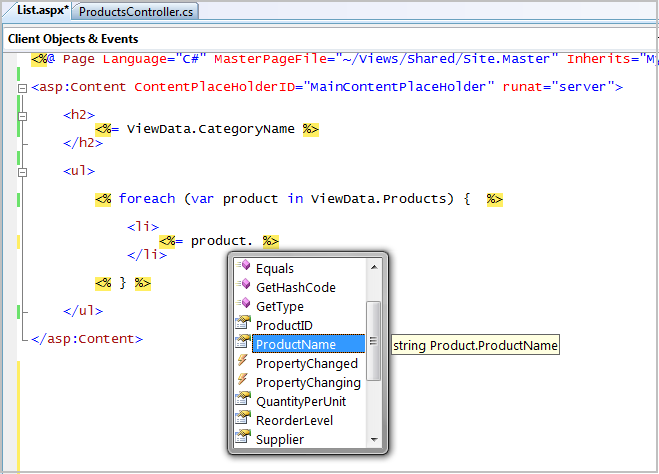 List.aspx* ProductsController.cs
Client Objects & Events
<%@ Page Language="C#" MasterPageFile="~/Views/Shared/Site.Master" Inherits="My
<asp:Content ContentPlaceHolderID="MainContentPlaceHolder" runat="server">
<h2>
<%= ViewData.CategoryName %>
</h2>
<ul>
<% foreach (var product in ViewData.Products) { %>
<li>
<%= product. %>
</li>
<% } %>
</ul>
</asp:Content>
Equals
GetHashCode
GetType
ProductID
ProductName
string Product.ProductName
PropertyChanged
PropertyChanging
QuantityPerUnit
ReorderLevel
Supplier